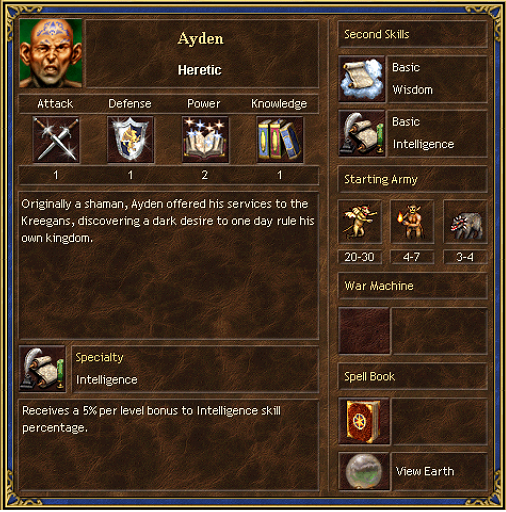 Ayden
Heretic
Attack Defense Power Knowledge
1 1 2 1
Originally a shaman, Ayden offered his services to the
Kreegans, discovering a dark desire to one day rule his
own kingdom.
Specialty
Intelligence
Receives a 5% per level bonus to Intelligence skill
percentage.
Second Skills
Basic
Wisdom
Basic
Intelligence
Starting Army
20-30 4-7 3-4
War Machine
Spell Book
View Earth